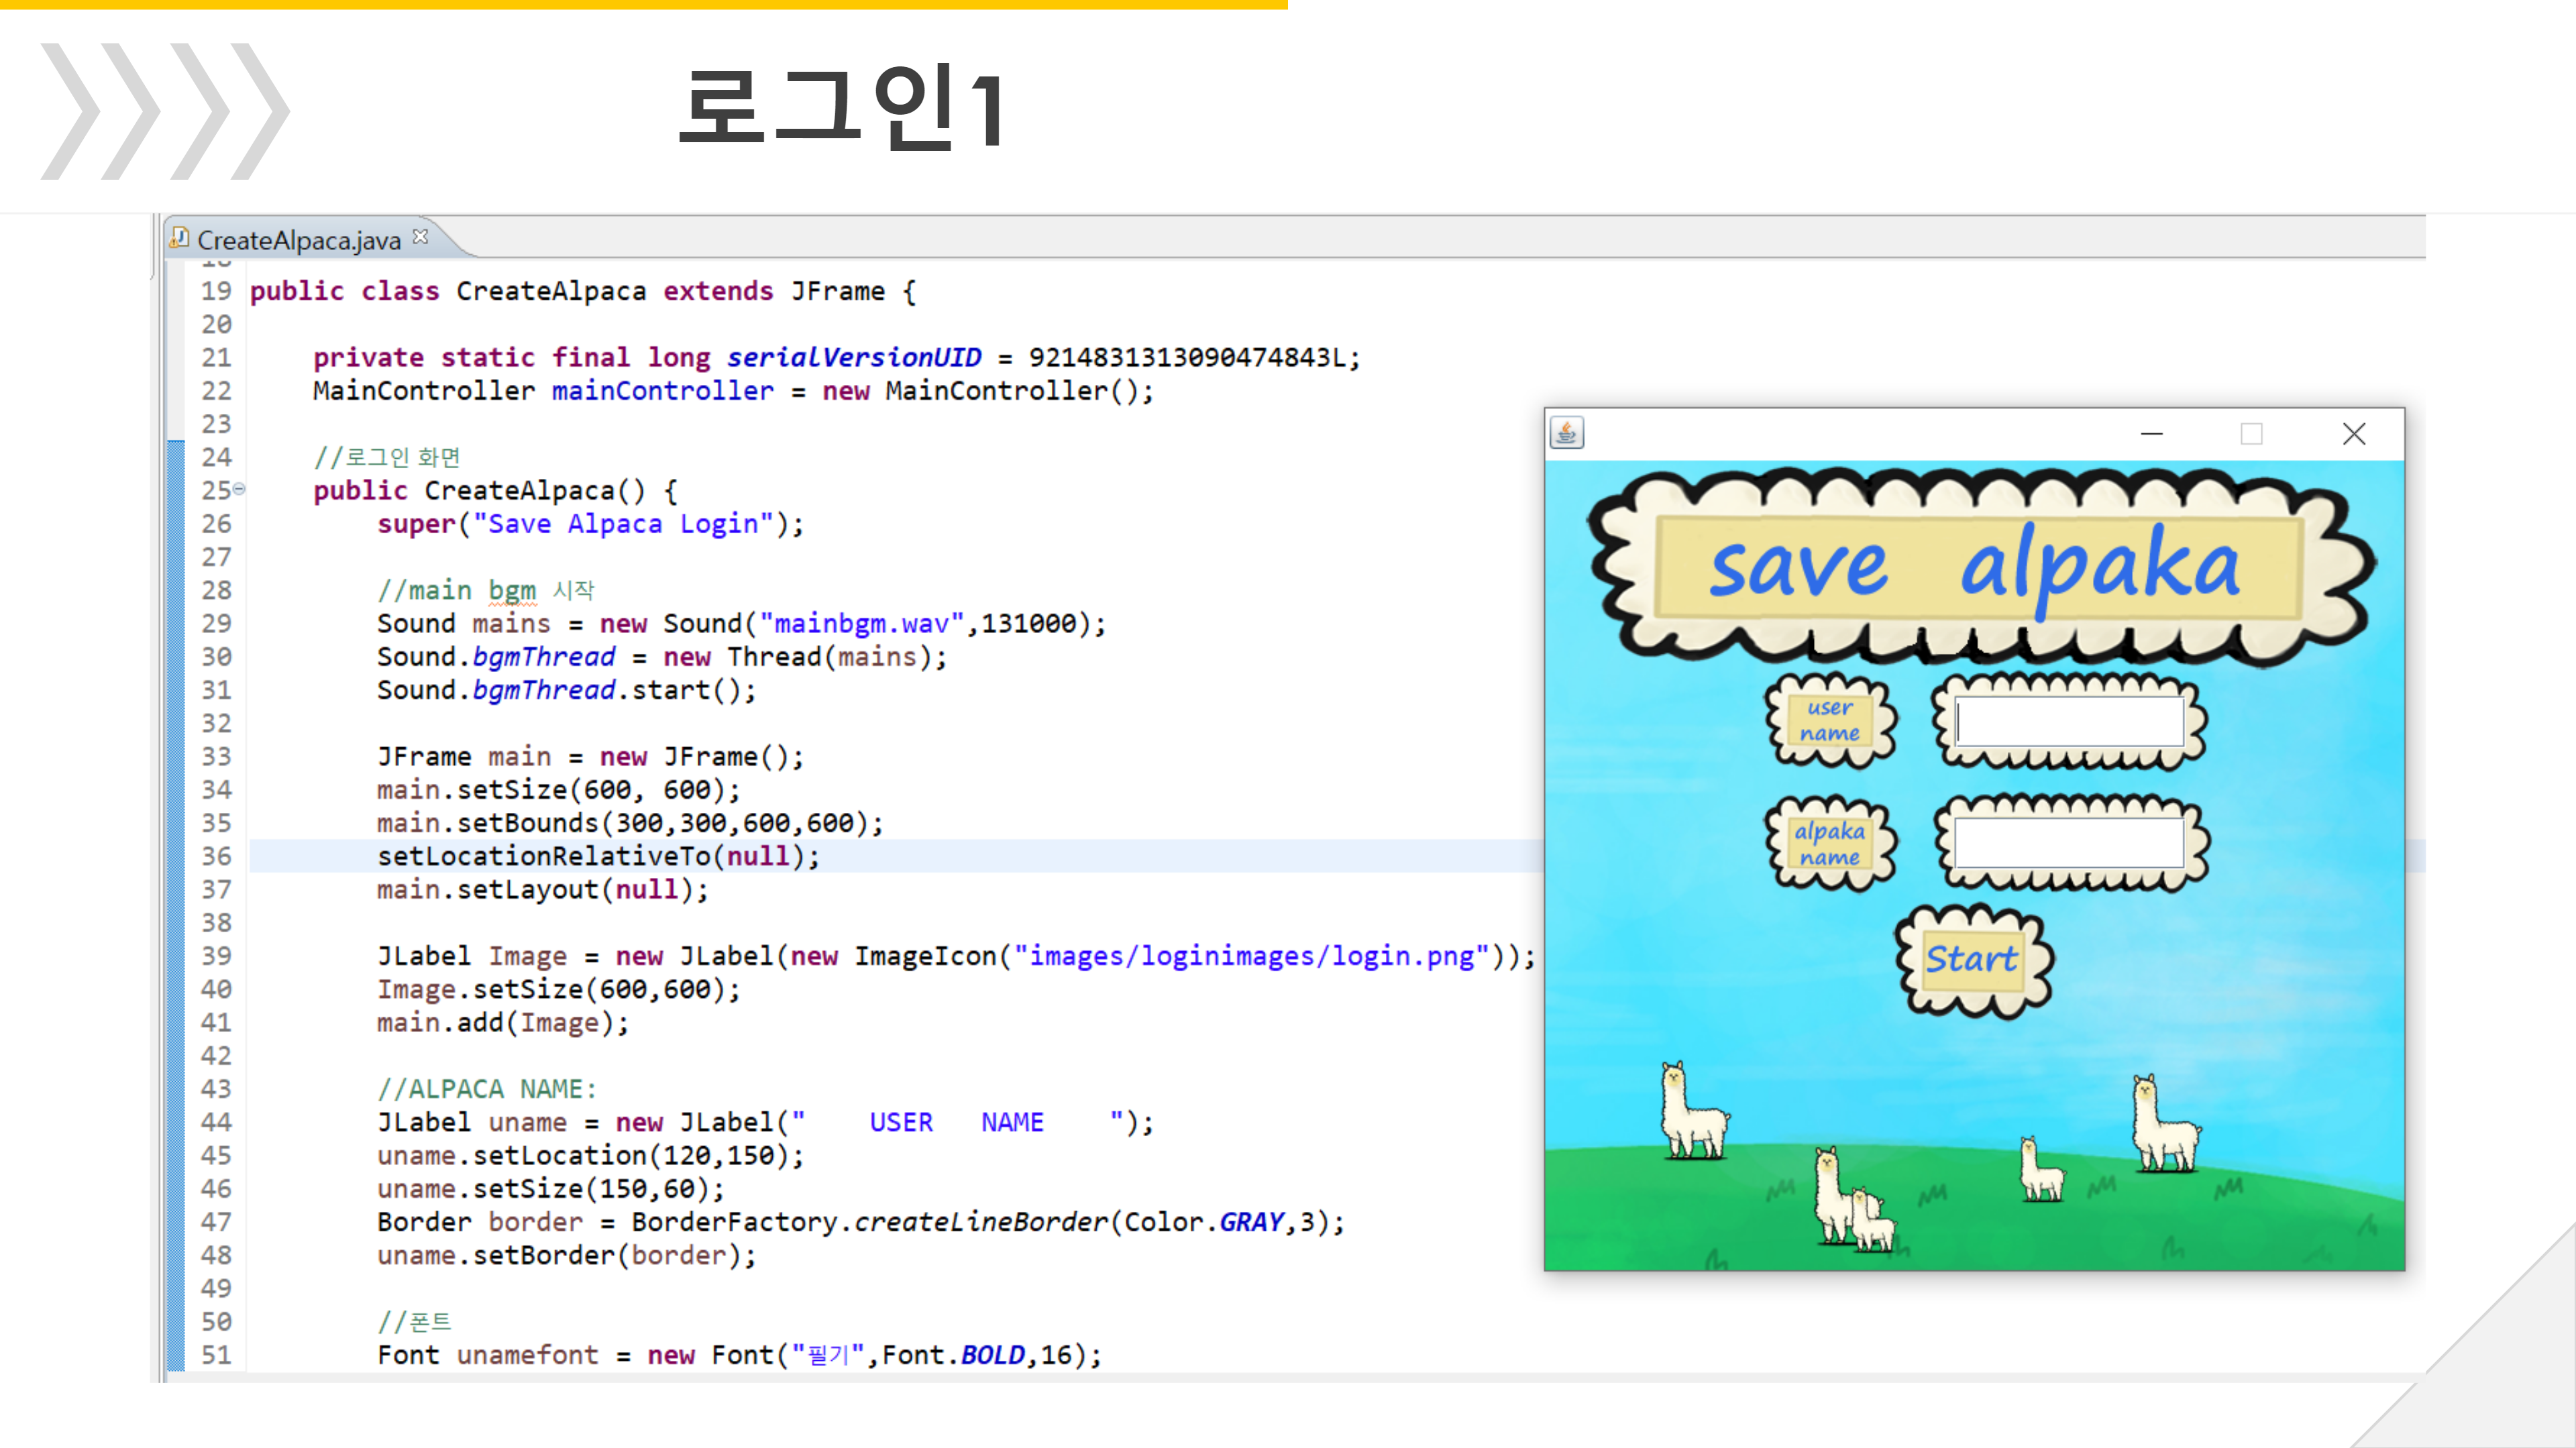 로그인1
CreateAlpaca.java
19 public class CreateAlpaca extends JFrame {
20
21     private static final long serialVersionUID = 9214831313090474843L;
22     MainController mainController = new MainController();
23
24     //로그인 화면
25     public CreateAlpaca() {
26         super("Save Alpaca Login");
27
28         //main bgm 시작
29         Sound mains = new Sound("mainbgm.wav",131000);
30         Sound.bgmThread = new Thread(mains);
31         Sound.bgmThread.start();
32
33         JFrame main = new JFrame();
34         main.setSize(600, 600);
35         main.setBounds(300,300,600,600);
36         setLocationRelativeTo(null);
37         main.setLayout(null);
38
39         JLabel Image = new JLabel(new ImageIcon("images/loginimages/login.png"));
40         Image.setSize(600,600);
41         main.add(Image);
42
43         //ALPACA NAME:
44         JLabel uname = new JLabel("    USER   NAME    ");
45         uname.setLocation(120,150);
46         uname.setSize(150,60);
47         Border border = BorderFactory.createLineBorder(Color.GRAY,3);
48         uname.setBorder(border);
49
50         //폰트
51         Font unamefont = new Font("필기",Font.BOLD,16);
save alpaka
user
name
alpaka
name
Start